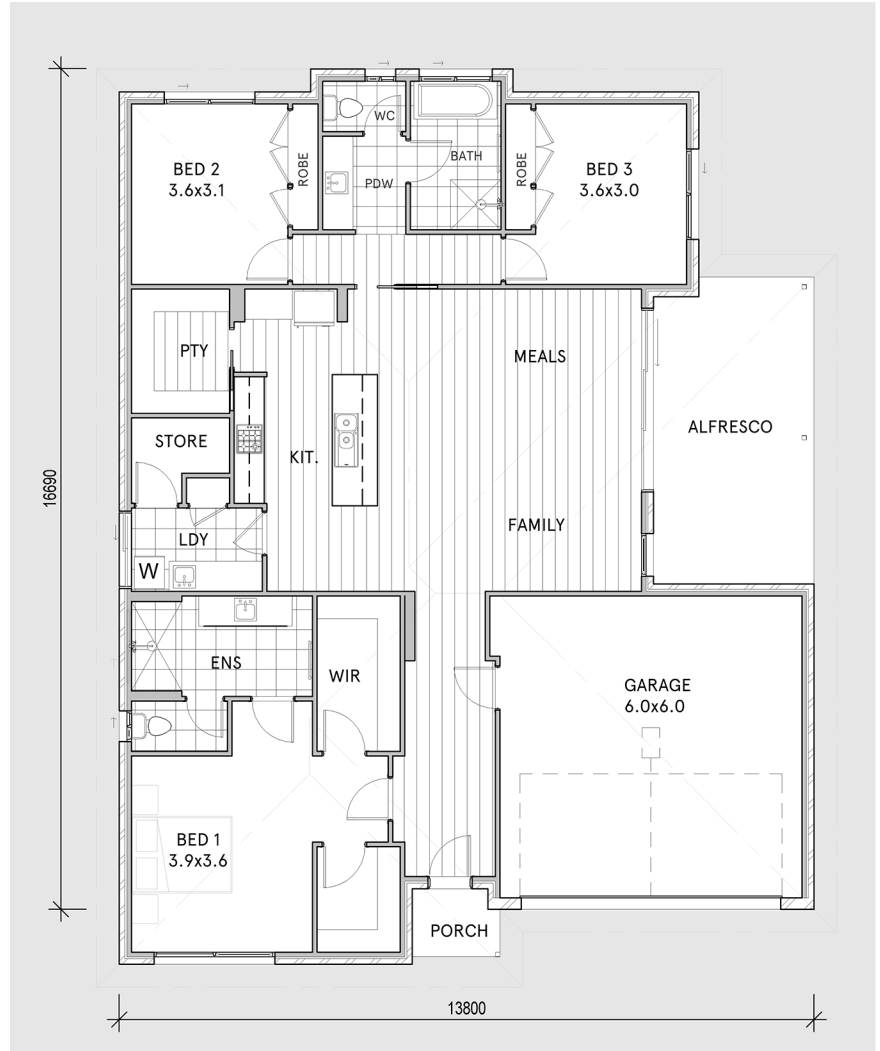 WC
BED 2
3.6x3.1
ROBE
PDW
BATH
ROBE
BED 3
3.6x3.0
PTY
MEALS
STORE
KIT.
ALFRESCO
16690
LDY
FAMILY
W
ENS
WIR
GARAGE
6.0x6.0
BED 1
3.9x3.6
PORCH
13800